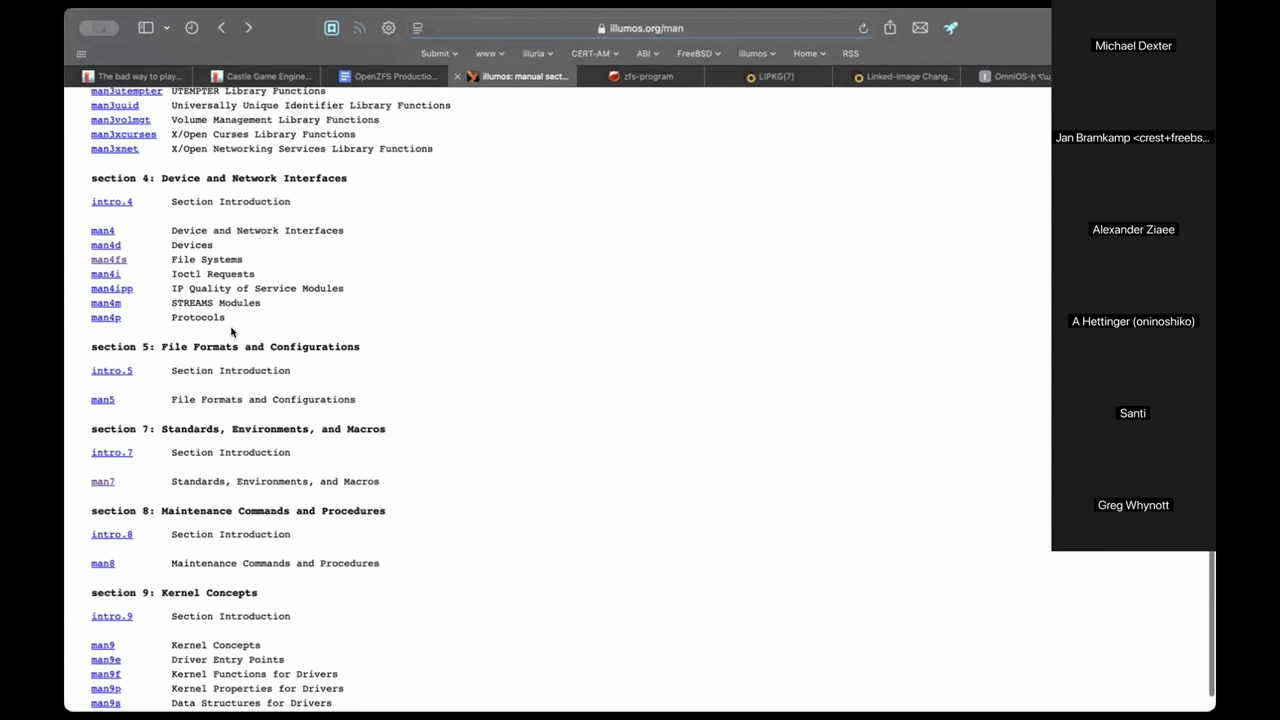 illumos.org/man
Submit www illuria CERT-AM ABI FreeBSD illumos Home RSS
The bad way to play... Castle Game Engine... OpenZFS Productio... illumos: manual sect... zfs-program LIPKG(7) Linked-Image Chang...
man3utempter UTEMPTER Library Functions
man3uuid Universally Unique Identifier Library Functions
man3volmgt Volume Management Library Functions
man3xcurses X/Open Curses Library Functions
man3xnet X/Open Networking Services Library Functions
section 4: Device and Network Interfaces
intro.4 Section Introduction
man4 Device and Network Interfaces
man4d Devices
man4fs File Systems
man4i Ioctl Requests
man4ipp IP Quality of Service Modules
man4m STREAMS Modules
man4p Protocols
section 5: File Formats and Configurations
intro.5 Section Introduction
man5 File Formats and Configurations
section 7: Standards, Environments, and Macros
intro.7 Section Introduction
man7 Standards, Environments, and Macros
section 8: Maintenance Commands and Procedures
intro.8 Section Introduction
man8 Maintenance Commands and Procedures
section 9: Kernel Concepts
intro.9 Section Introduction
man9 Kernel Concepts
man9e Driver Entry Points
man9f Kernel Functions for Drivers
man9p Kernel Properties for Drivers
man9s Data Structures for Drivers
Michael Dexter
Jan Bramkamp <crest+freebs...
Alexander Ziaee
A Hettinger (oninoshiko)
Santi
Greg Whynott